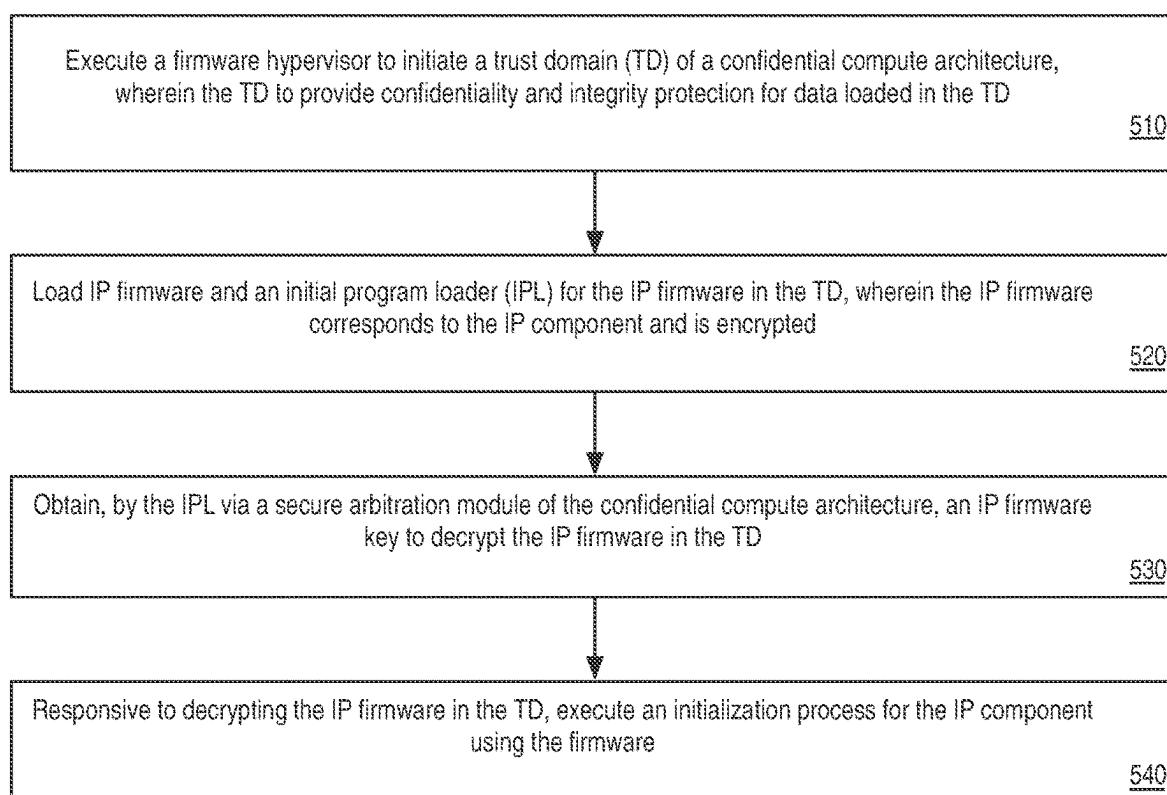 Execute a firmware hypervisor to initiate a trust domain (TD) of a confidential compute architecture,
wherein the TD to provide confidentiality and integrity protection for data loaded in the TD
510
Load IP firmware and an initial program loader (IPL) for the IP firmware in the TD, wherein the IP firmware
corresponds to the IP component and is encrypted
520
Obtain, by the IPL via a secure arbitration module of the confidential compute architecture, an IP firmware
key to decrypt the IP firmware in the TD
530
Responsive to decrypting the IP firmware in the TD, execute an initialization process for the IP component
using the firmware
540